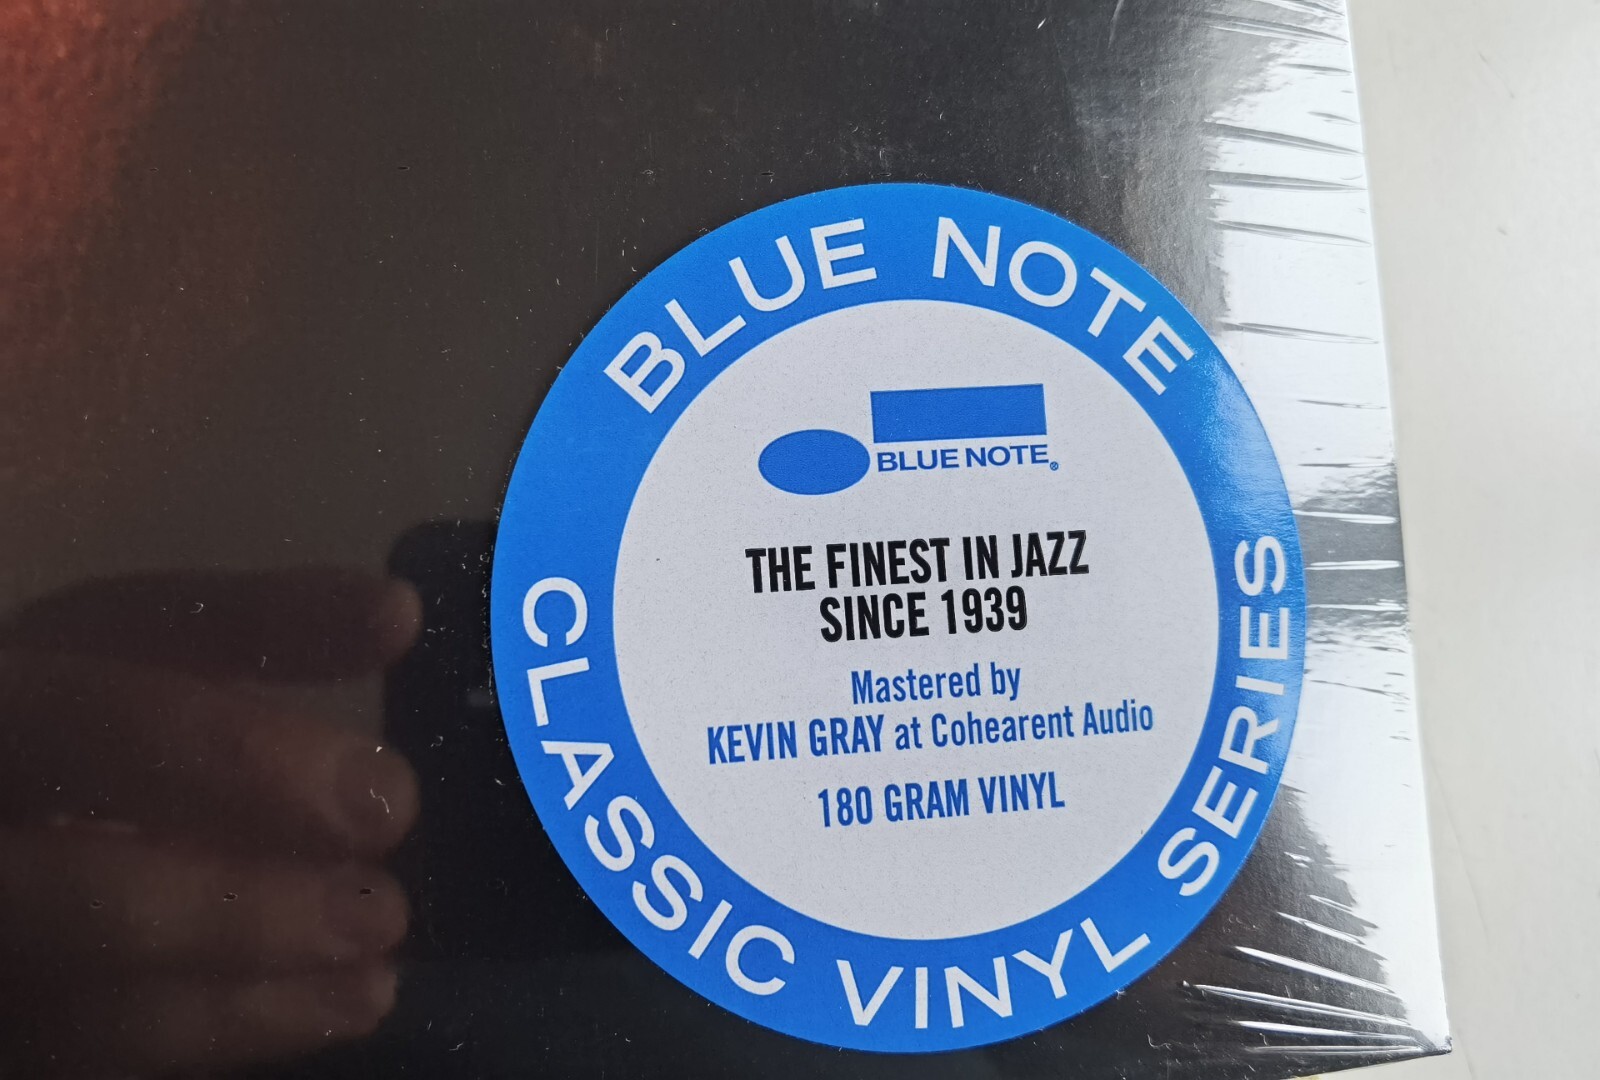 BLUE NOTE
BLUE NOTE®
THE FINEST IN JAZZ
SINCE 1939
Mastered by
KEVIN GRAY at Cohearent Audio
180 GRAM VINYL
CLASSIC VINYL SERIES